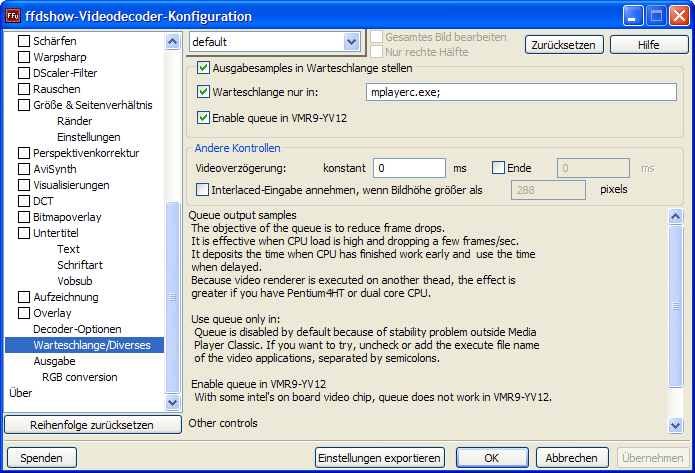 FFv ffdshow-Videodecoder-Konfiguration
Schärfen
Warpsharp
DScaler-Filter
Rauschen
Größe & Seitenverhältnis
Ränder
Einstellungen
Perspektivenkorrektur
AviSynth
Visualisierungen
DCT
Bitmapoverlay
Untertitel
Text
Schriftart
Vobsub
Aufzeichnung
Overlay
Decoder-Optionen
Warteschlange/Diverses
Ausgabe
RGB conversion
Über
Reihenfolge zurücksetzen
default
Gesamtes Bild bearbeiten
Nur rechte Hälfte
Zurücksetzen
Hilfe
Ausgabesamples in Warteschlange stellen
Warteschlange nur in: mplayerc.exe;
Enable queue in VMR9-YV12
Andere Kontrollen
Videoverzögerung: konstant 0 ms Ende 0 ms
Interlaced-Eingabe annehmen, wenn Bildhöhe größer als 288 pixels
Queue output samples
The objective of the queue is to reduce frame drops.
It is effective when CPU load is high and dropping a few frames/sec.
It deposits the time when CPU has finished work early and use the time
when delayed.
Because video renderer is executed on another thead, the effect is
greater if you have Pentium4HT or dual core CPU.
Use queue only in:
Queue is disabled by default because of stability problem outside Media
Player Classic. If you want to try, uncheck or add the execute file name
of the video applications, separated by semicolons.
Enable queue in VMR9-YV12
With some intel's on board video chip, queue does not work in VMR9-YV12.
Other controls
Spenden
Einstellungen exportieren
OK
Abbrechen
Übernehmen